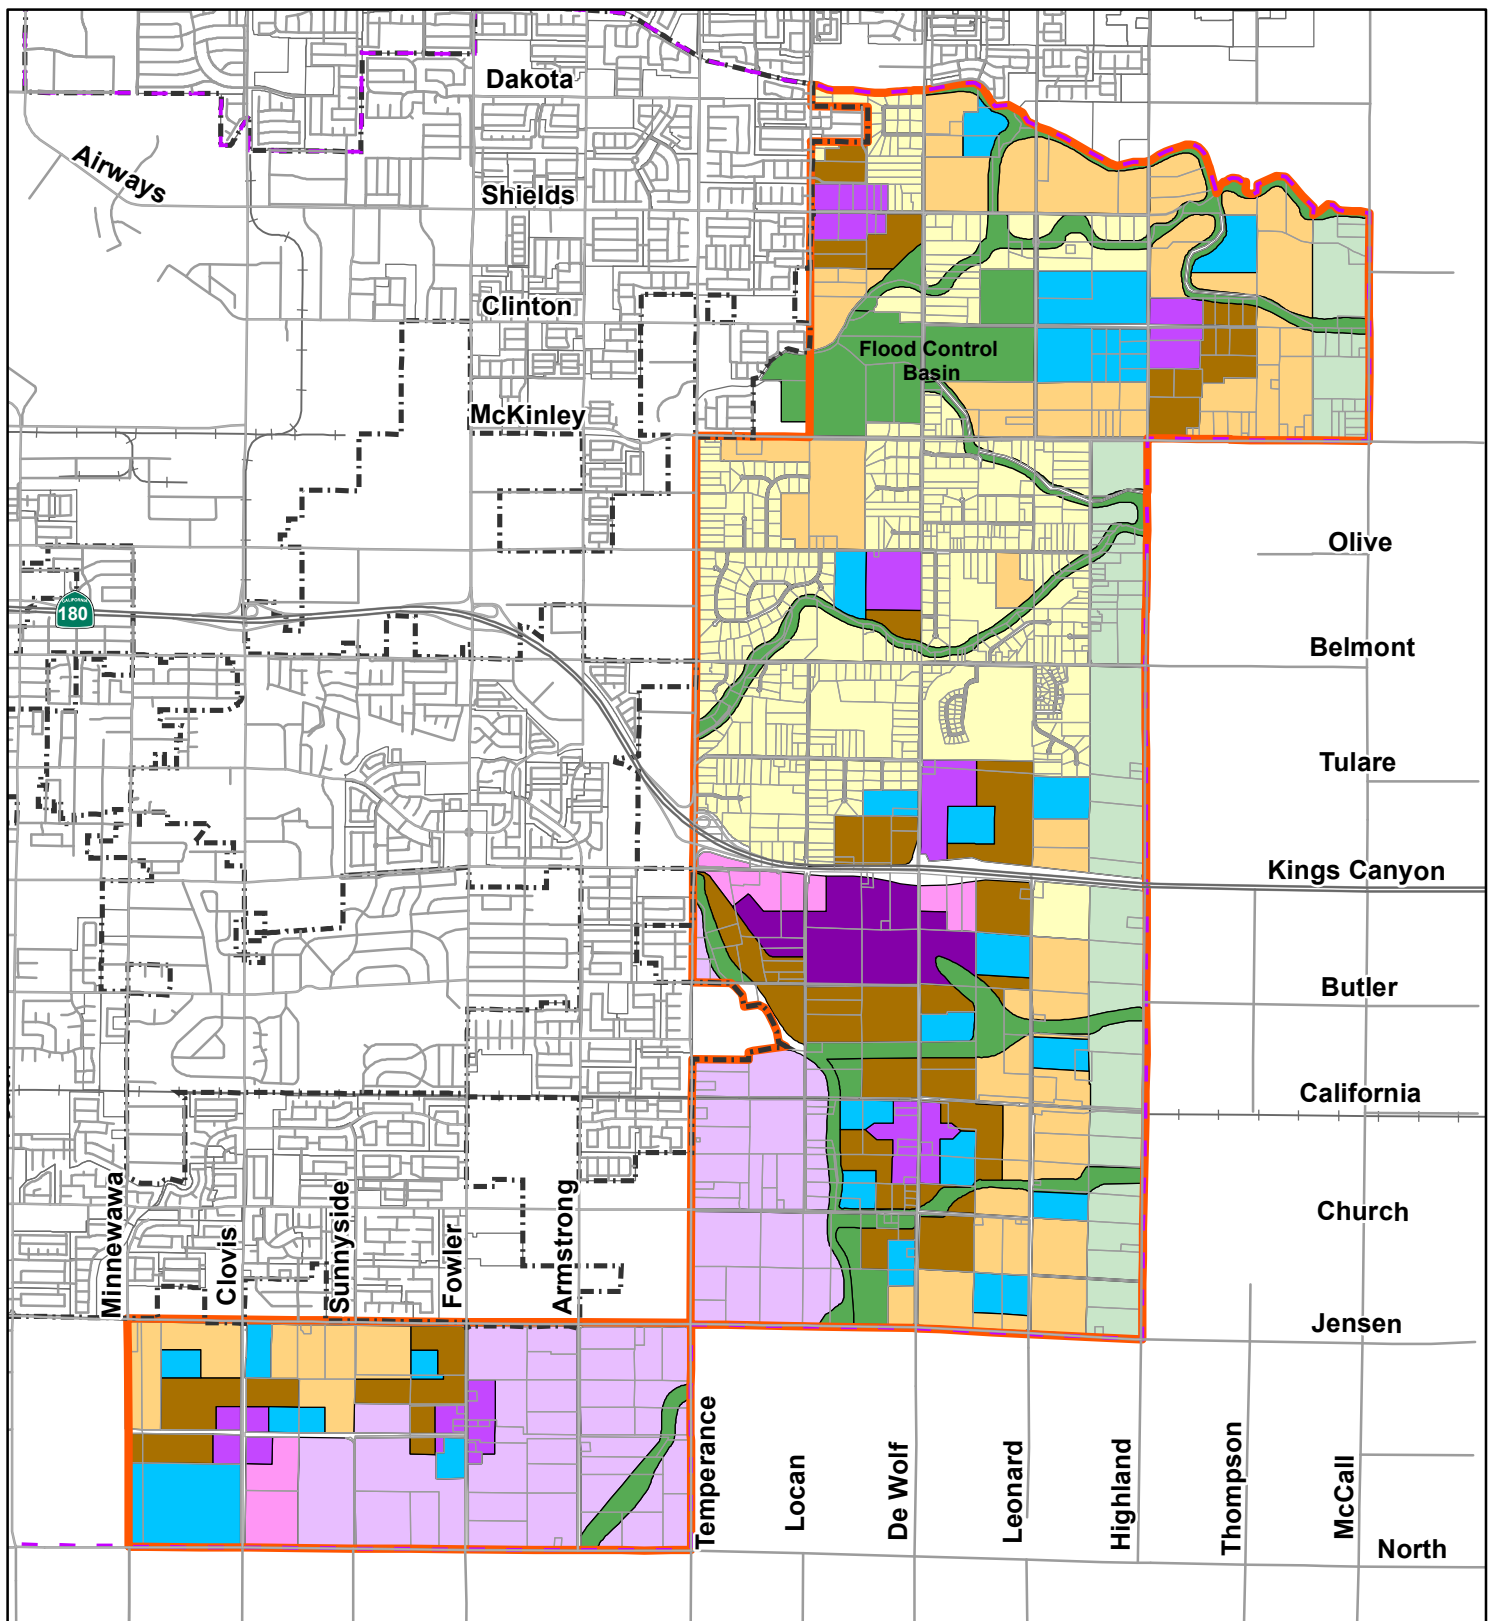 Dakota
Airways
Shields
Clinton
Flood Control
Basin
McKinley
Olive
CALIFORNIA
180
Belmont
Tulare
Kings Canyon
Butler
California
Church
Minnewawa
Clovis
Sunnyside
Fowler
Armstrong
Jensen
Temperance
Locan
De Wolf
Leonard
Highland
Thompson
McCall
North